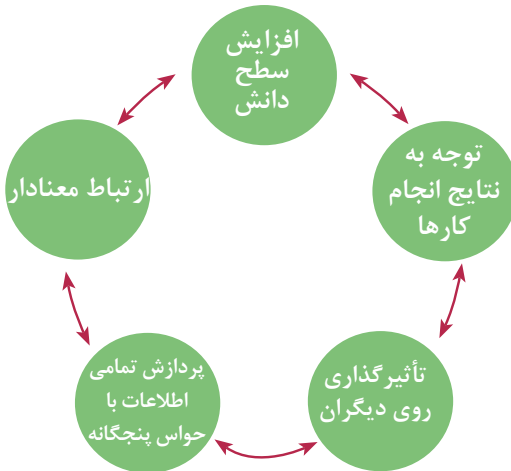 افزایش
سطح
دانش
توجه به
نتایج انجام
کارها
تأثیرگذاری
روی دیگران
پردازش تمامی
اطلاعات با
حواس پنجگانه
ارتباط معنادار